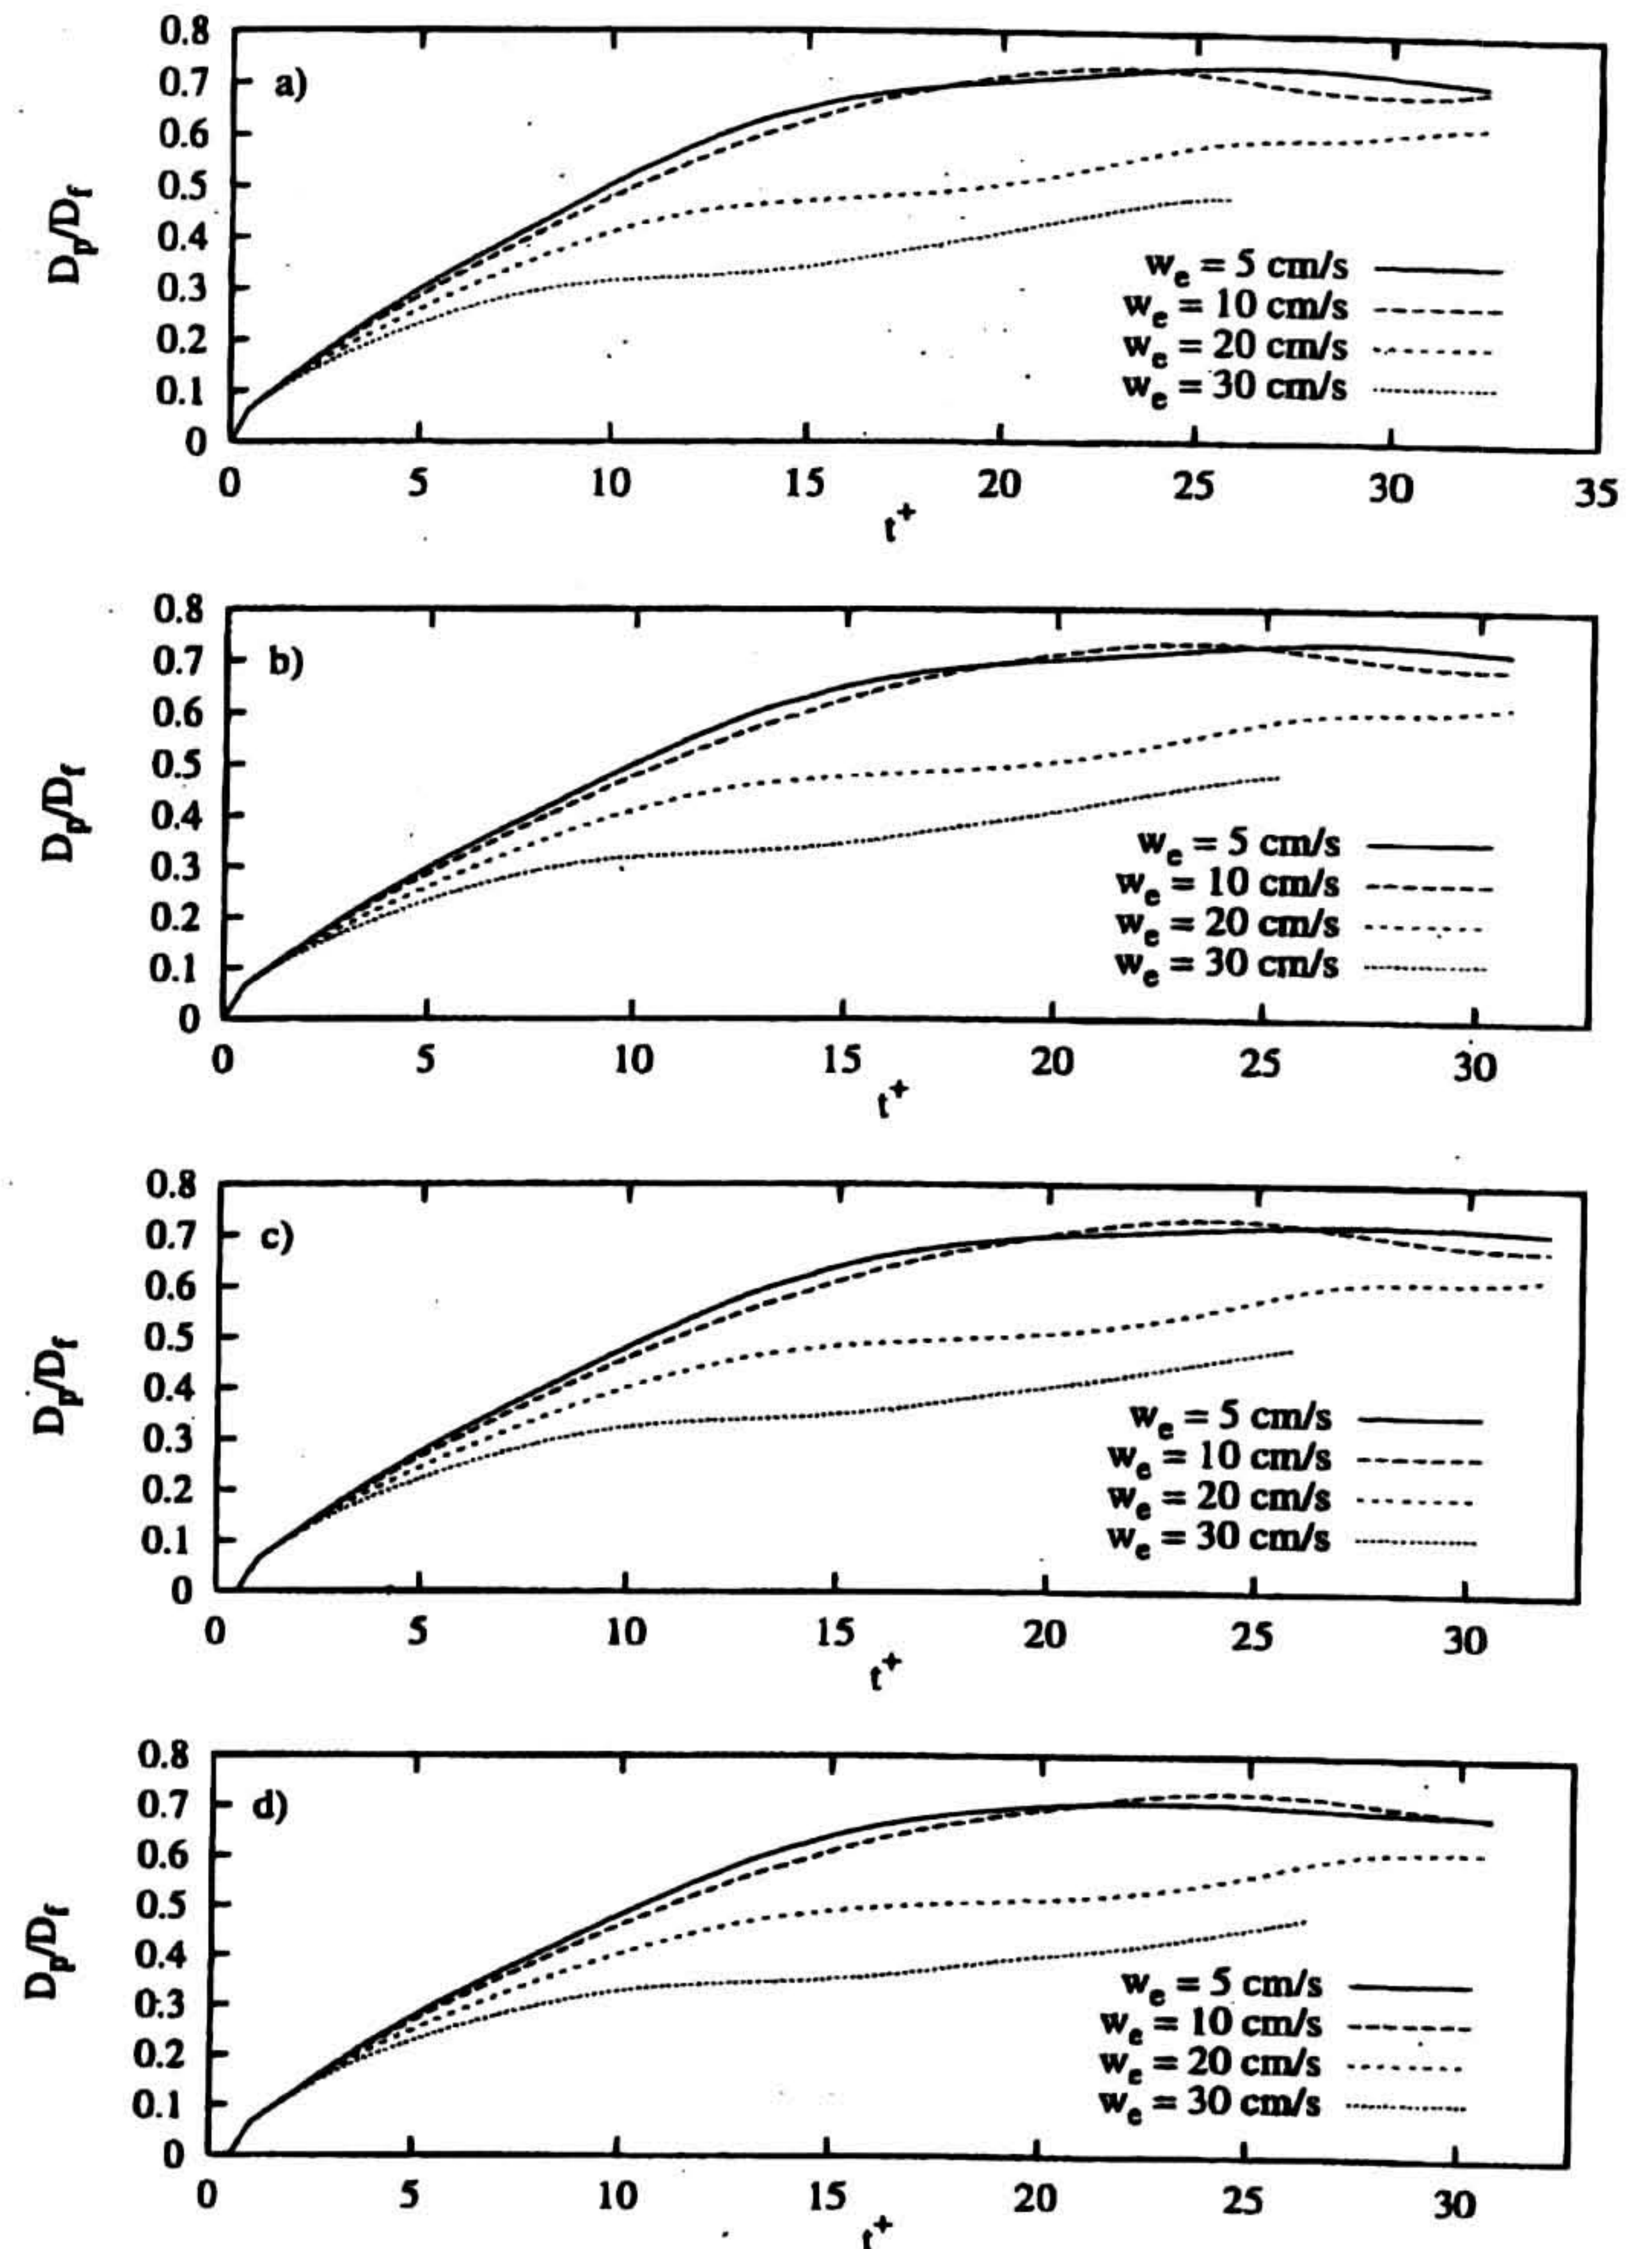 a)
0.8
0.7
0.6
0.5
0.4
0.3
0.2
0.1
0
Dp/Df
we = 5 cm/s
we = 10 cm/s
we = 20 cm/s
we = 30 cm/s
0 5 10 15 20 25 30 35
t+
b)
0.8
0.7
0.6
0.5
0.4
0.3
0.2
0.1
0
Dp/Df
we = 5 cm/s
we = 10 cm/s
we = 20 cm/s
we = 30 cm/s
0 5 10 15 20 25 30
t+
c)
0.8
0.7
0.6
0.5
0.4
0.3
0.2
0.1
0
Dp/Df
we = 5 cm/s
we = 10 cm/s
we = 20 cm/s
we = 30 cm/s
0 5 10 15 20 25 30
t+
d)
0.8
0.7
0.6
0.5
0.4
0.3
0.2
0.1
0
Dp/Df
we = 5 cm/s
we = 10 cm/s
we = 20 cm/s
we = 30 cm/s
0 5 10 15 20 25 30
t+